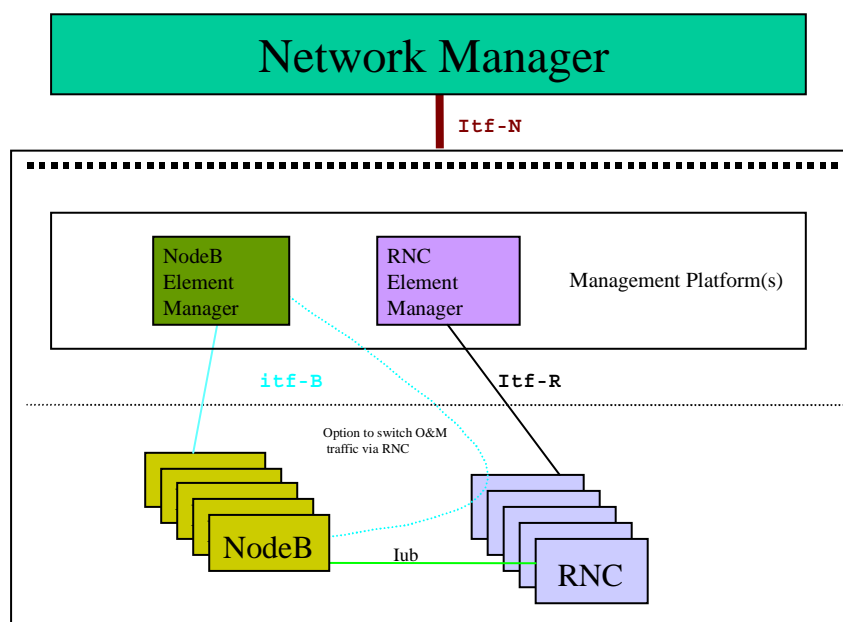 Network Manager
Itf-N
NodeB
Element
Manager
RNC
Element
Manager
Management Platform(s)
itf-B
Itf-R
Option to switch O&M
traffic via RNC
NodeB
Iub
RNC